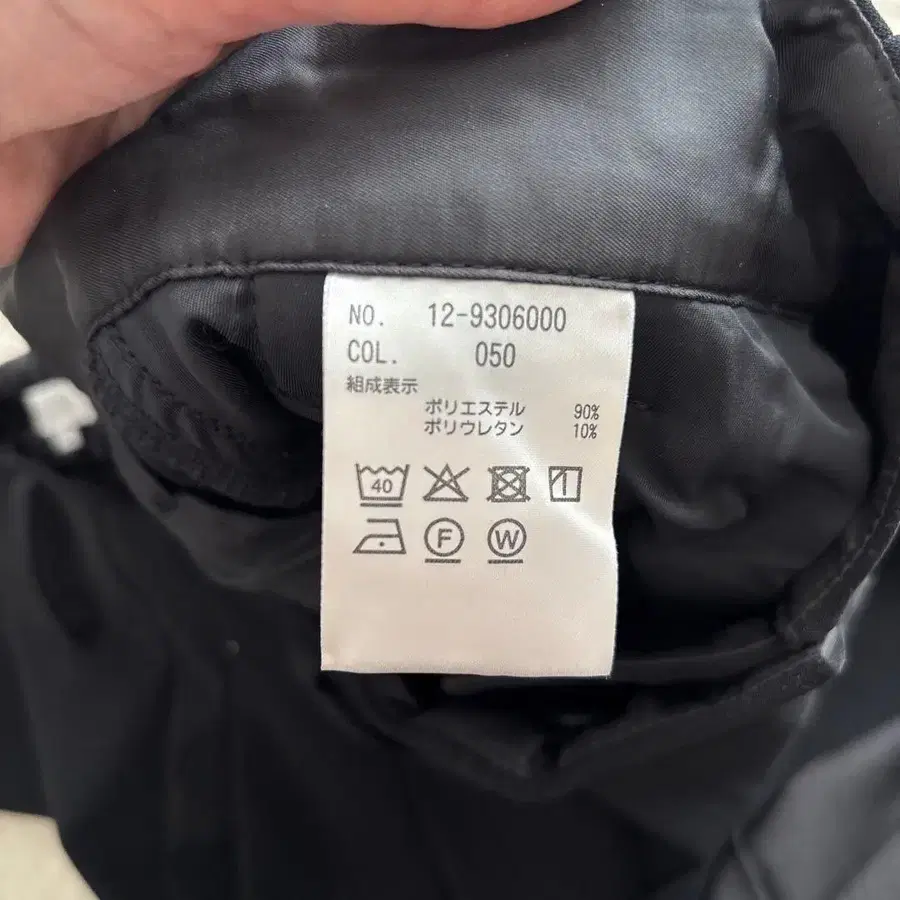 NO. 12-9306000
COL. 050
組成表示
ポリエステル 90%
ポリウレタン 10%
40
F W